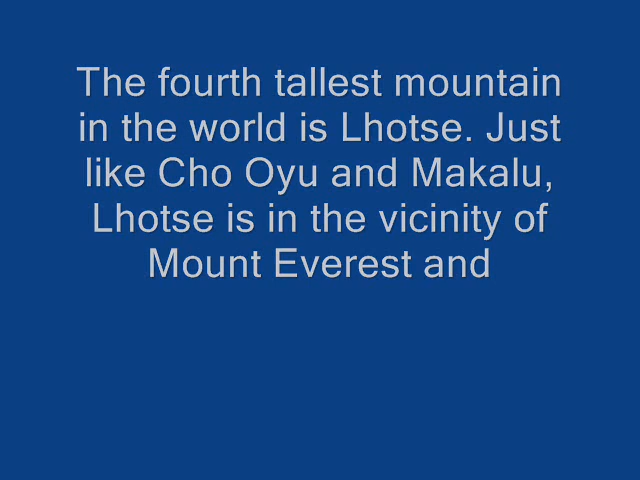 The fourth tallest mountain
in the world is Lhotse. Just
like Cho Oyu and Makalu,
Lhotse is in the vicinity of
Mount Everest and